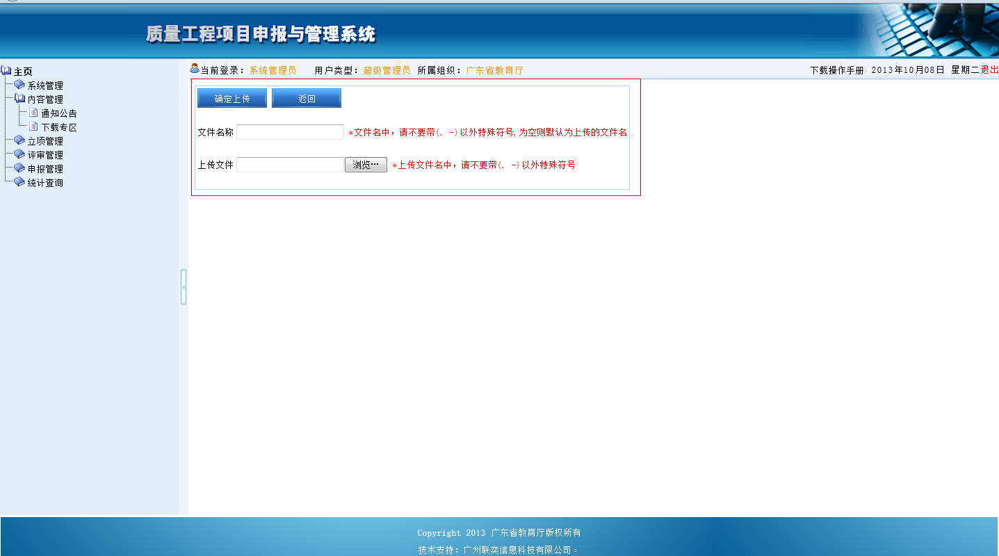 质量工程项目申报与管理系统
当前登录：系统管理员 用户类型：超级管理员 所属组织：广东省教育厅 下载操作手册 2013年10月08日 星期二退出
主页
系统管理
内容管理
通知公告
下载专区
立项管理
评审管理
申报管理
统计查询
确定上传 返回
文件名称 *文件名中，请不要带(. -)以外特殊符号,为空则默认为上传的文件名
上传文件 浏览… *上传文件名中，请不要带(. -)以外特殊符号
Copyright 2013 广东省教育厅版权所有
技术支持：广州联奕信息科技有限公司。